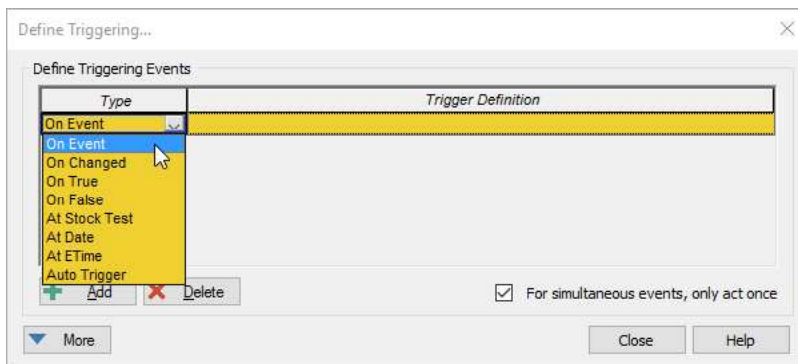 Define Triggering...
Define Triggering Events
Type Trigger Definition
On Event
On Event
On Changed
On True
On False
At Stock Test
At Date
At ETime
Auto Trigger
Add Delete For simultaneous events, only act once
More Close Help